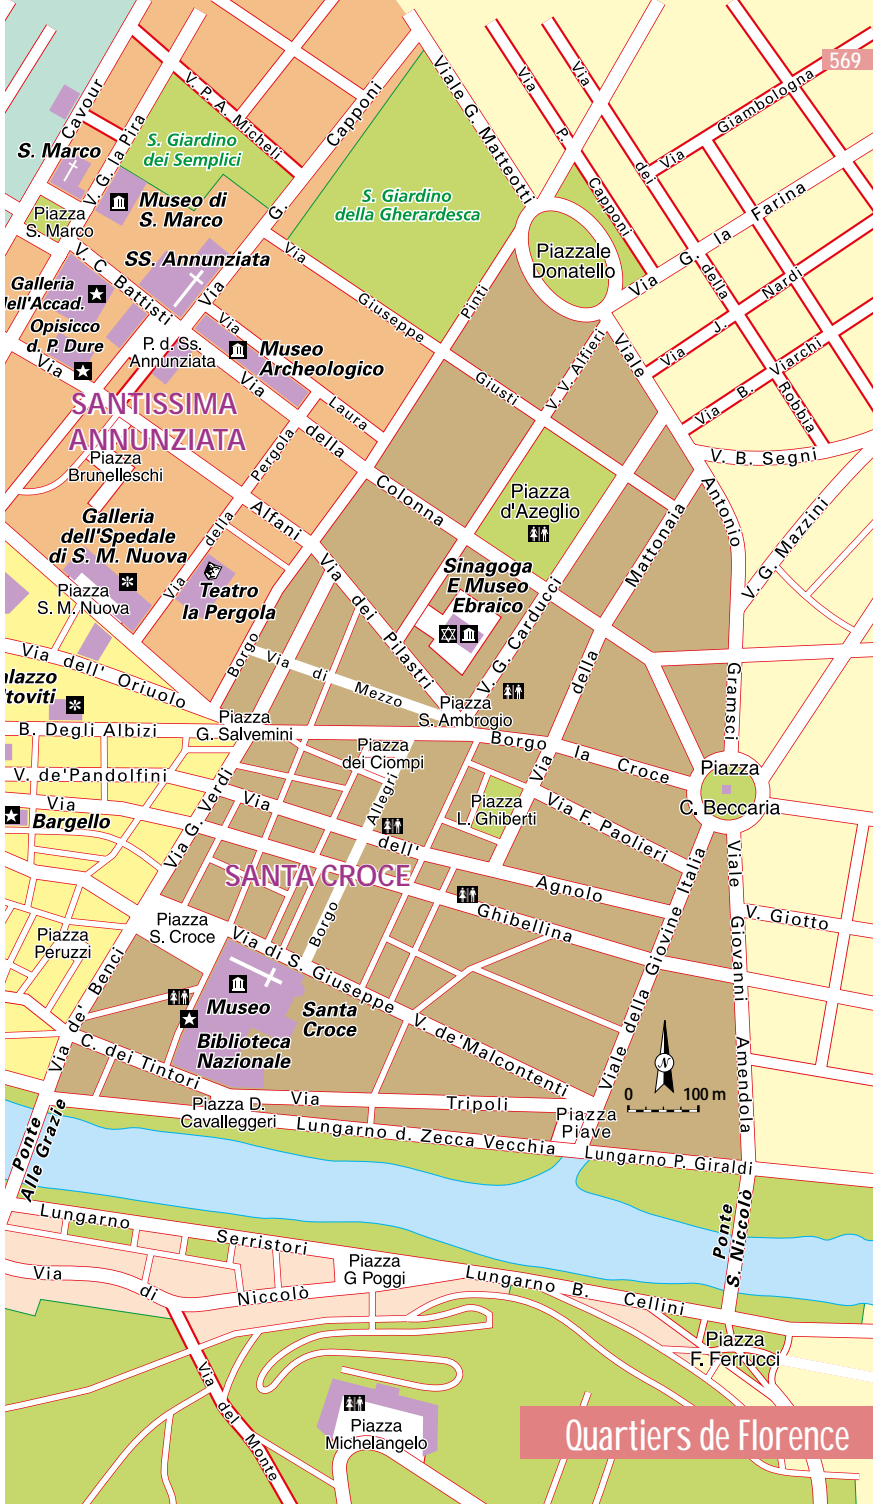 569
Cavour
V. P. A. Micheli
Capponi
G.
V. G. la Pira
S. Marco
S. Giardino
dei Semplici
Viale G. Matteotti
Via P. Capponi
Via dei
Via Giambologna
Museo di
S. Marco
Piazza
S. Marco
S. Giardino
della Gherardesca
Via G. la Farina
della
Robbia
Via J. Nardi
Via B. Viarchi
V. B. Segni
V. G. Mazzini
Piazzale
Donatello
SS. Annunziata
V. C Battisti
Via
Galleria
ell'Accad.
Opisicco
d. P. Dure
Via
P. d. Ss.
Annunziata
Museo
Archeologico
Via Laura
Via Giuseppe Giusti
Pinti
V. V. Alfieri
Viale
Antonio
Gramsci
SANTISSIMA
ANNUNZIATA
Piazza
Brunelleschi
Via della Colonna
Via della Pergola
Alfani
Galleria
dell'Spedale
di S. M. Nuova
Piazza
S. M. Nuova
Teatro
la Pergola
Piazza
d'Azeglio
Sinagoga
E Museo
Ebraico
Via della Mattonaia
V. G. Carducci
Via dei Pilastri
Borgo
Via di Mezzo
Via dell' Oriuolo
alazzo
ltoviti
B. Degli Albizi
Piazza
G. Salvemini
Piazza
S. Ambrogio
Piazza
dei Ciompi
Borgo la Croce
Piazza
C. Beccaria
V. de'Pandolfini
Via
Bargello
Via G. Verdi
Via dell' Agnolo
Borgo Allegri
Piazza
L. Ghiberti
Via F. Paolieri
SANTA CROCE
Ghibellina
Piazza
S. Croce
Piazza
Peruzzi
Via di S. Giuseppe
V. de'Malcontenti
Viale della Giovine Italia
Viale Giovanni Amendola
V. Giotto
Via de' Benci
Museo
Santa
Croce
Biblioteca
Nazionale
C. dei Tintori
N
0 100 m
Piazza D.
Cavalleggeri
Via Tripoli
Piazza
Piave
Lungarno d. Zecca Vecchia
Lungarno P. Giraldi
Ponte
Alle Grazie
Ponte
S. Niccolò
Lungarno Serristori
Piazza
G Poggi
Lungarno B. Cellini
Via di Niccolò
Piazza
F. Ferrucci
Via del Monte
Piazza
Michelangelo
Quartiers de Florence